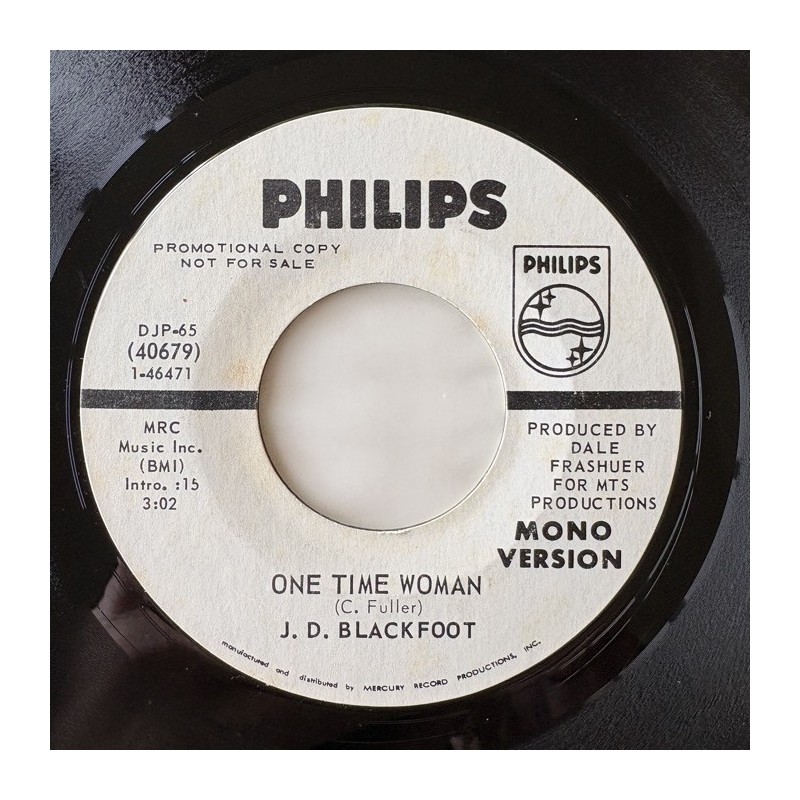 PHILIPS
PROMOTIONAL COPY
NOT FOR SALE
PHILIPS
DJP-65
(40679)
1-46471
MRC
Music Inc.
(BMI)
Intro. :15
3:02
PRODUCED BY
DALE
FRASHUER
FOR MTS
PRODUCTIONS
MONO
VERSION
ONE TIME WOMAN
(C. Fuller)
J. D. BLACKFOOT
manufactured and distributed by MERCURY RECORD PRODUCTIONS, INC.